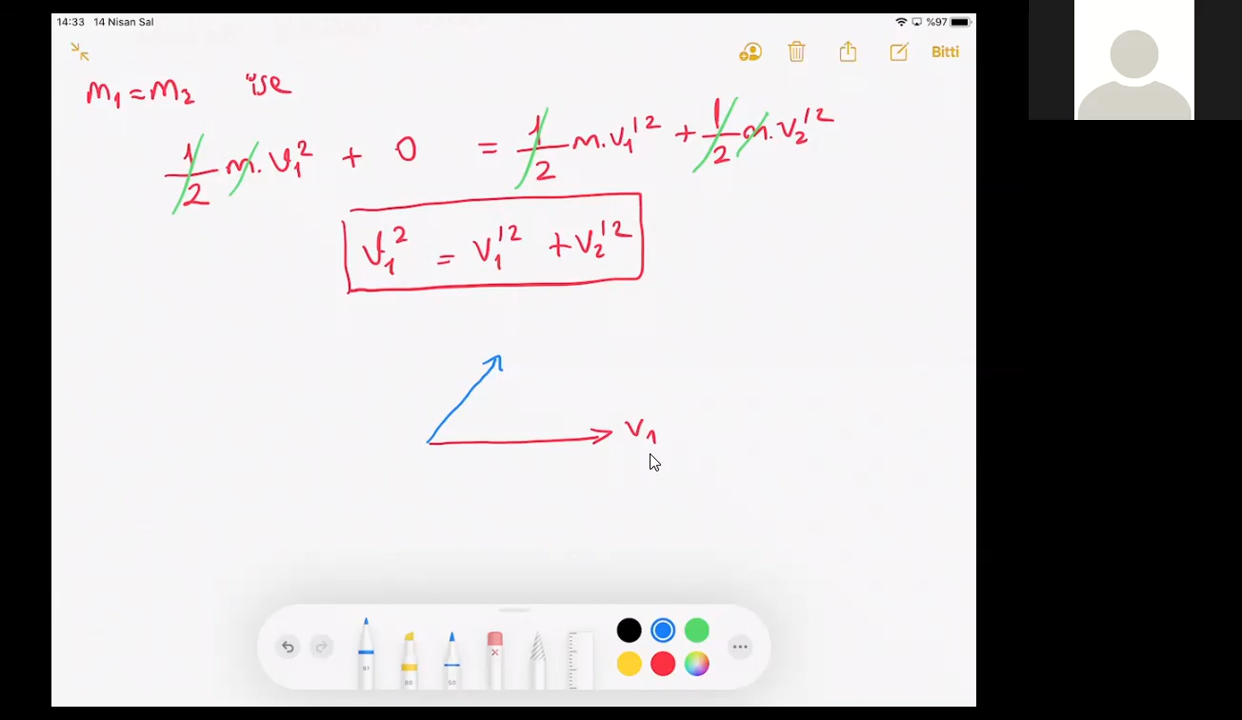 14:33 14 Nisan Sal %97
Bitti
m₁=m₂ ise
1/2 m.v₁² + 0 = 1/2 m.v₁'² + 1/2 m.v₂'²
v₁² = v₁'² + v₂'²
v₁